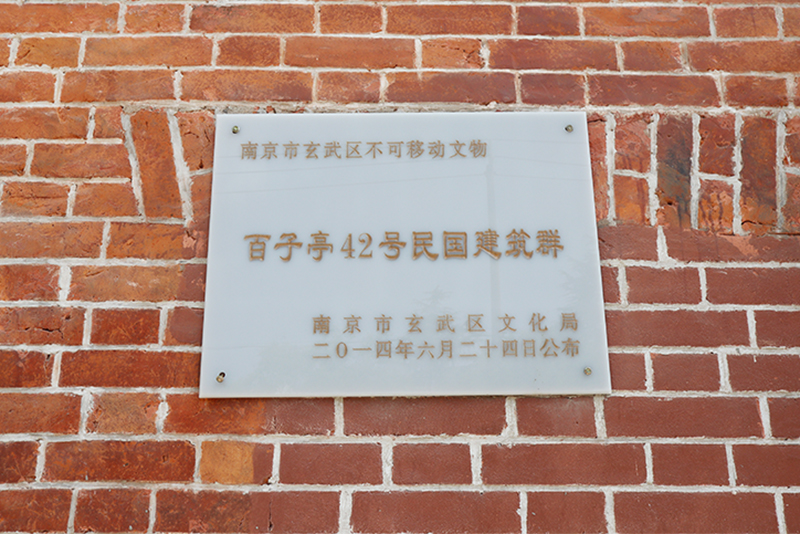 南京市玄武区不可移动文物
百子亭42号民国建筑群
南京市玄武区文化局
二〇一四年六月二十四日公布